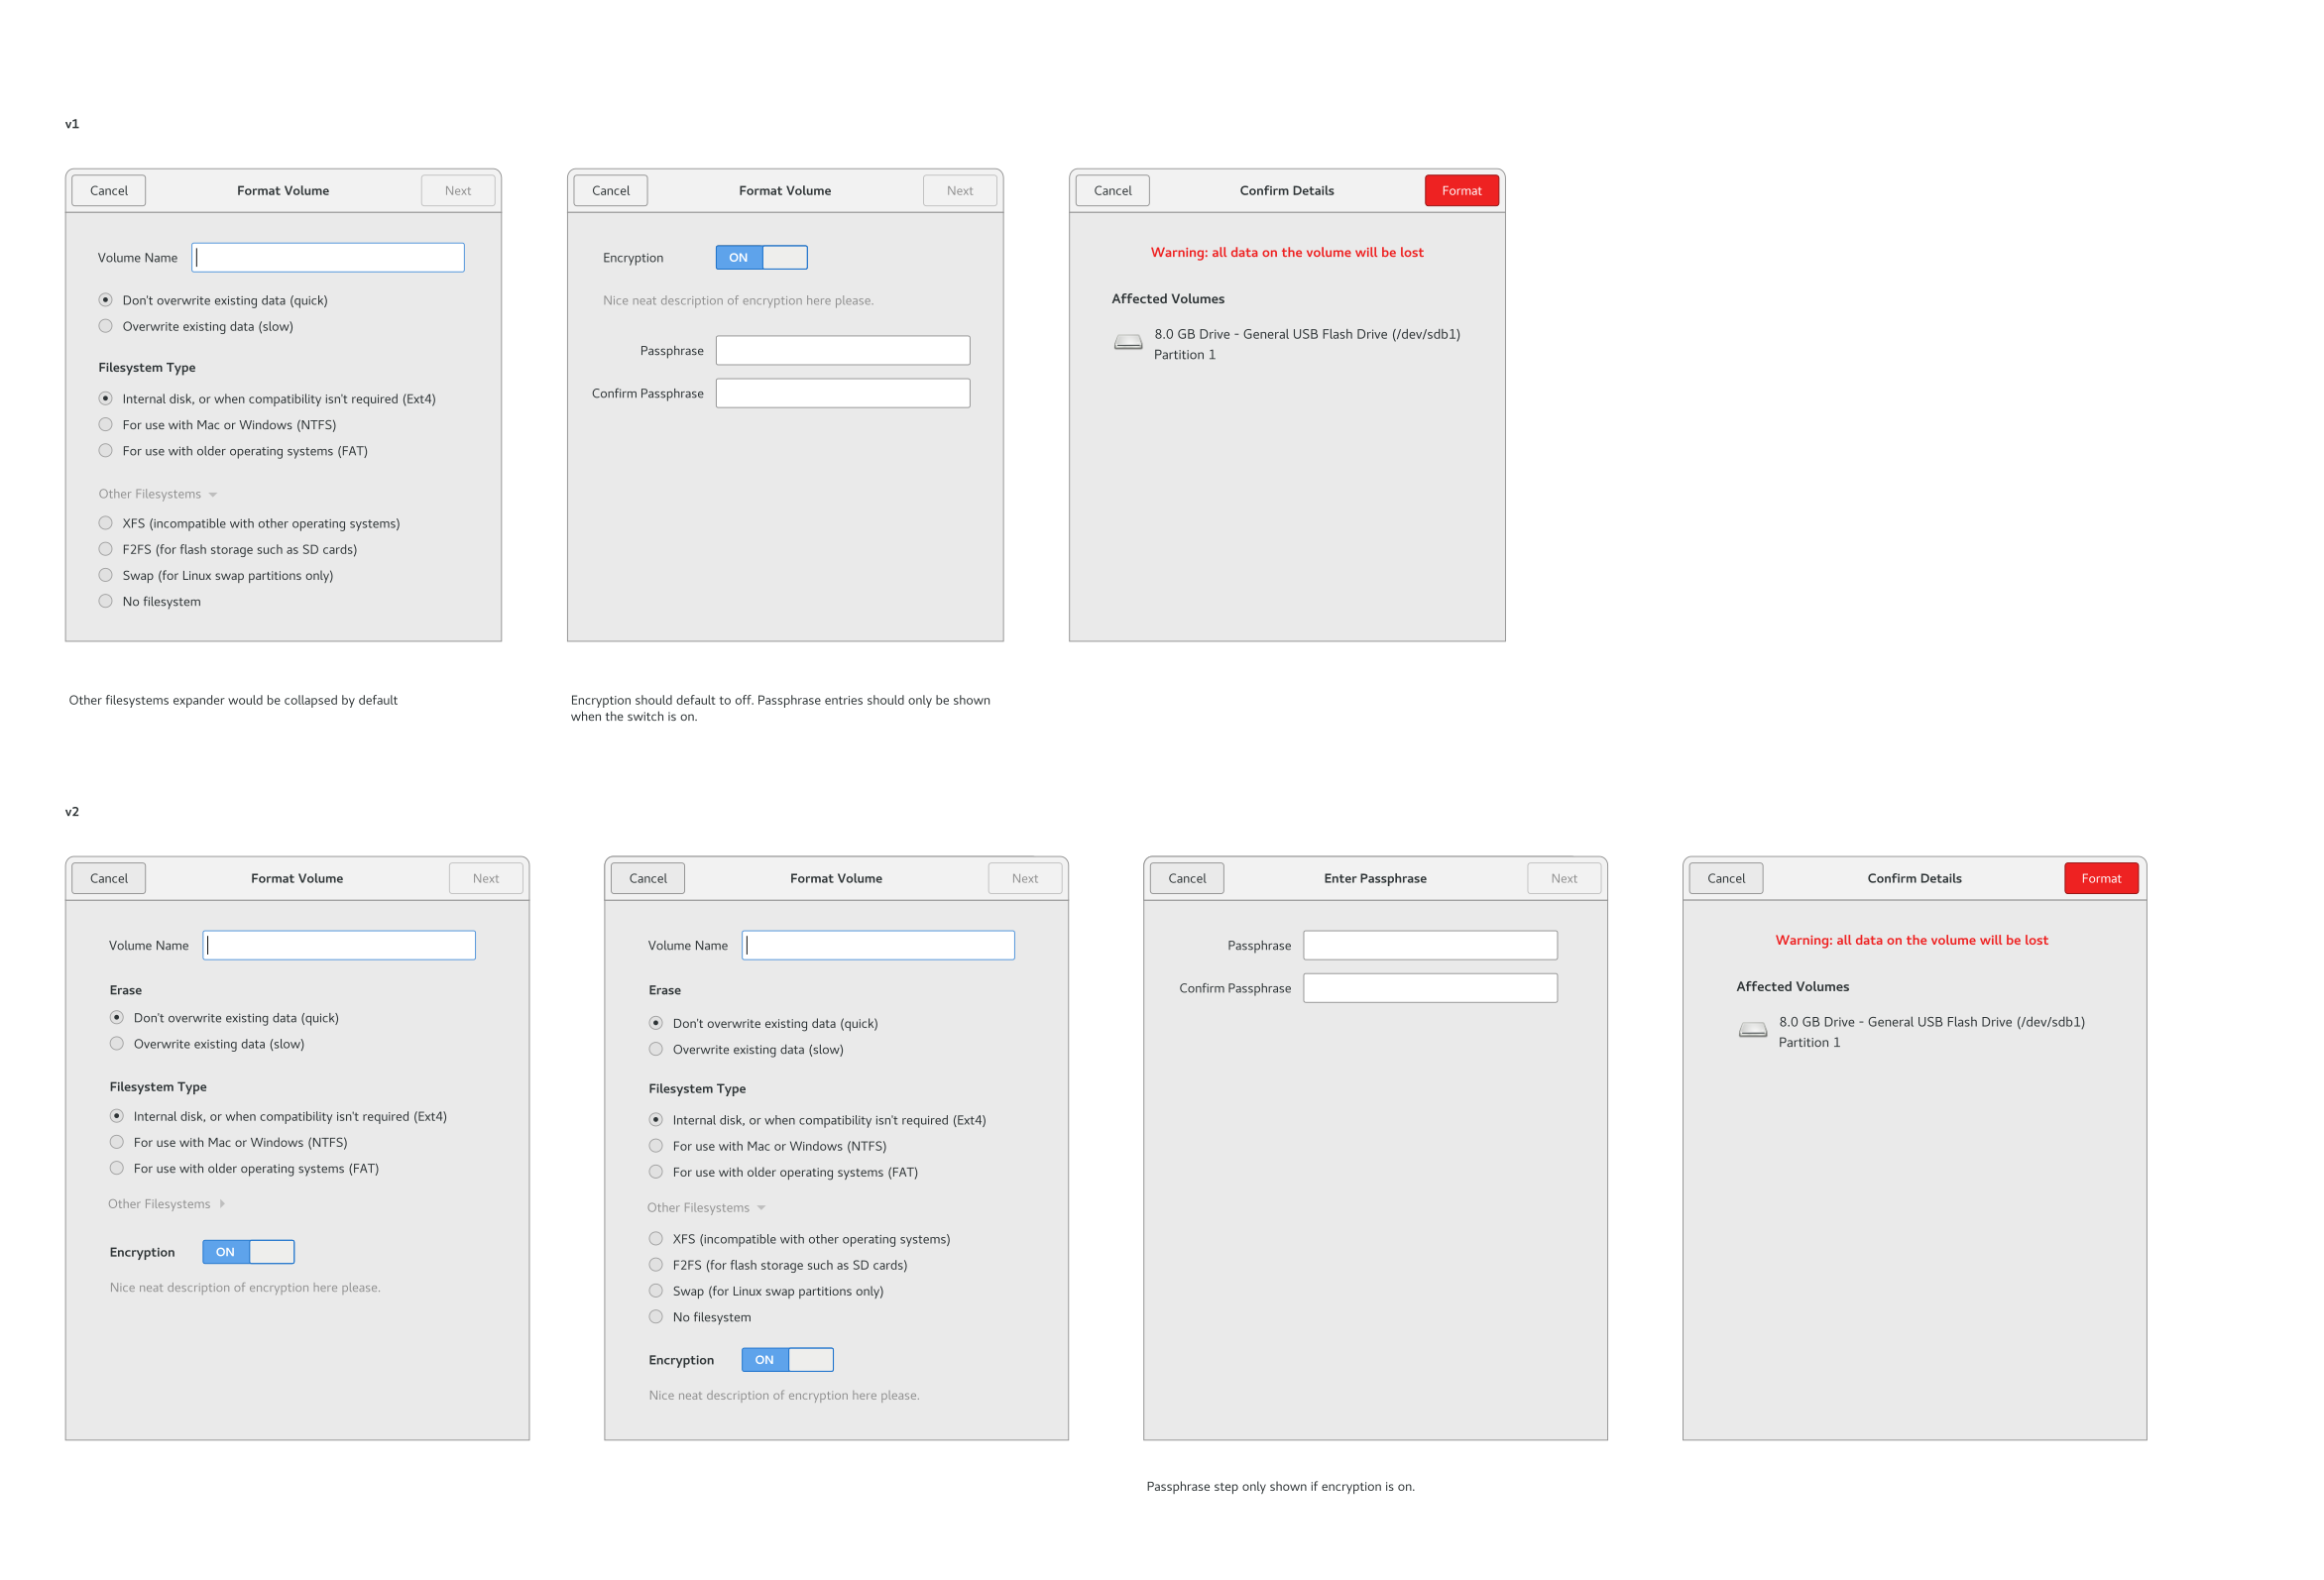 v1
Cancel
Format Volume
Next
Volume Name
Don't overwrite existing data (quick)
Overwrite existing data (slow)
Filesystem Type
Internal disk, or when compatibility isn't required (Ext4)
For use with Mac or Windows (NTFS)
For use with older operating systems (FAT)
Other Filesystems
XFS (incompatible with other operating systems)
F2FS (for flash storage such as SD cards)
Swap (for Linux swap partitions only)
No filesystem
Other filesystems expander would be collapsed by default
Cancel
Format Volume
Next
Encryption
ON
Nice neat description of encryption here please.
Passphrase
Confirm Passphrase
Encryption should default to off. Passphrase entries should only be shown
when the switch is on.
Cancel
Confirm Details
Format
Warning: all data on the volume will be lost
Affected Volumes
8.0 GB Drive - General USB Flash Drive (/dev/sdb1)
Partition 1
v2
Cancel
Format Volume
Next
Volume Name
Erase
Don't overwrite existing data (quick)
Overwrite existing data (slow)
Filesystem Type
Internal disk, or when compatibility isn't required (Ext4)
For use with Mac or Windows (NTFS)
For use with older operating systems (FAT)
Other Filesystems
Encryption
ON
Nice neat description of encryption here please.
Cancel
Format Volume
Next
Volume Name
Erase
Don't overwrite existing data (quick)
Overwrite existing data (slow)
Filesystem Type
Internal disk, or when compatibility isn't required (Ext4)
For use with Mac or Windows (NTFS)
For use with older operating systems (FAT)
Other Filesystems
XFS (incompatible with other operating systems)
F2FS (for flash storage such as SD cards)
Swap (for Linux swap partitions only)
No filesystem
Encryption
ON
Nice neat description of encryption here please.
Cancel
Enter Passphrase
Next
Passphrase
Confirm Passphrase
Passphrase step only shown if encryption is on.
Cancel
Confirm Details
Format
Warning: all data on the volume will be lost
Affected Volumes
8.0 GB Drive - General USB Flash Drive (/dev/sdb1)
Partition 1